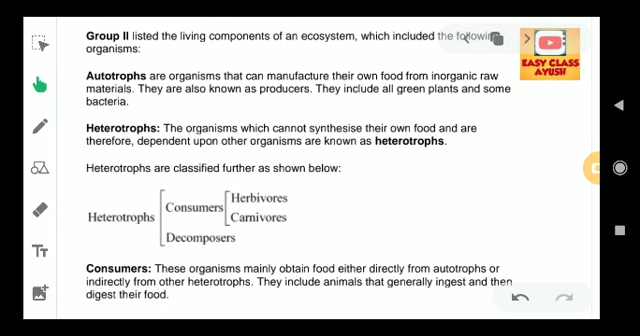 Group II listed the living components of an ecosystem, which included the following
organisms:
EASY CLASS
AYUSH
Autotrophs are organisms that can manufacture their own food from inorganic raw
materials. They are also known as producers. They include all green plants and some
bacteria.
Heterotrophs: The organisms which cannot synthesise their own food and are
therefore, dependent upon other organisms are known as heterotrophs.
Heterotrophs are classified further as shown below:
Herbivores
Consumers
Heterotrophs
Carnivores
Decomposers
Consumers: These organisms mainly obtain food either directly from autotrophs or
indirectly from other heterotrophs. They include animals that generally ingest and then
digest their food.
Tт